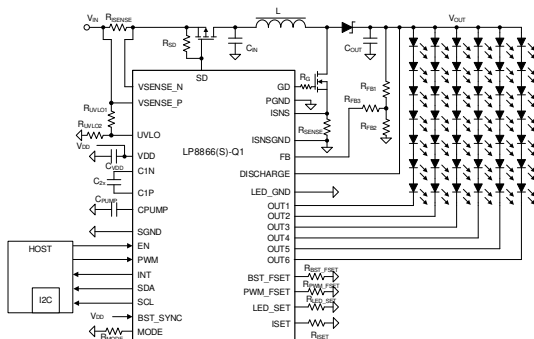 VIN
RISENSE
L
VOUT
RSD
CIN
COUT
SD
RG
RFB1
RFB3
RFB2
RSENSE
VSENSE_N
VSENSE_P
RUVLO1
RUVLO2
UVLO
VDD
VDD
CVDD
C1N
C2x
C1P
CPUMP
CPUMP
SGND
EN
PWM
INT
SDA
SCL
VDD
BST_SYNC
MODE
RMODE
HOST
I2C
LP8866(S)-Q1
GD
PGND
ISNS
ISNSGND
FB
DISCHARGE
LED_GND
OUT1
OUT2
OUT3
OUT4
OUT5
OUT6
BST_FSET
RBST_FSET
PWM_FSET
RPWM_FSET
LED_SET
RLED_SET
ISET
RISET